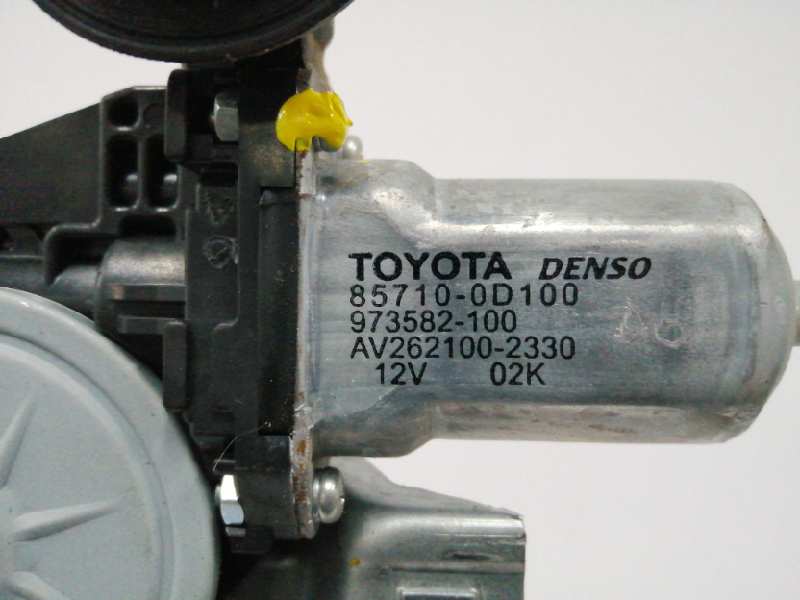 TOYOTA DENSO
85710-0D100
973582-100
AV262100-2330
12V 02K